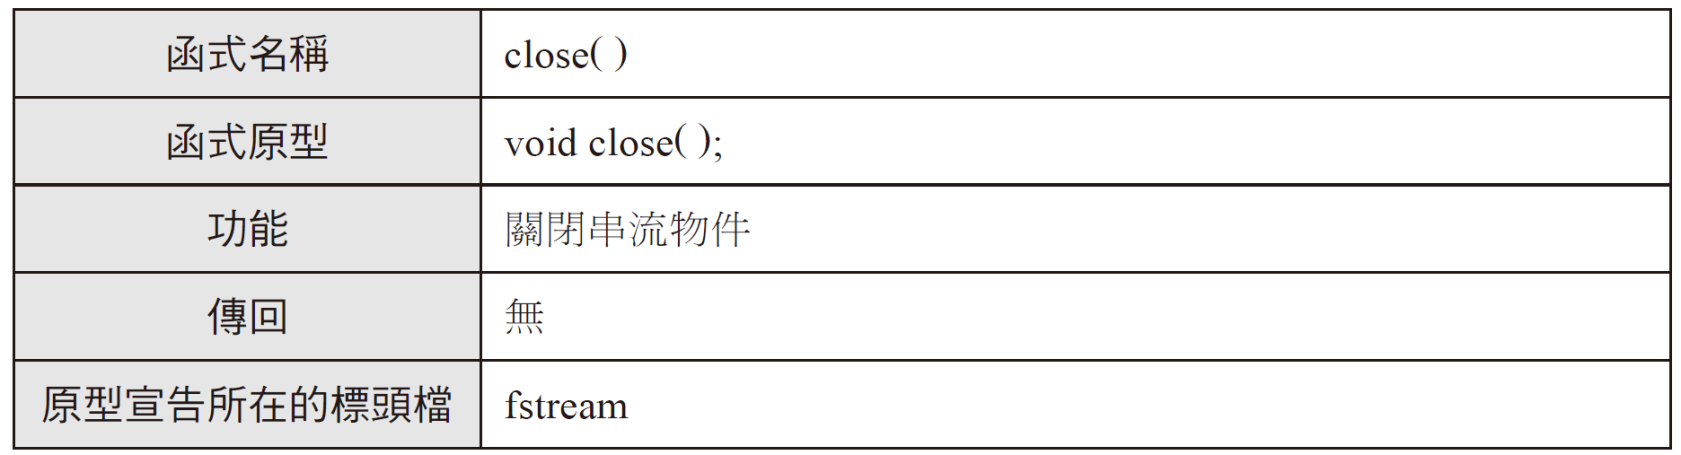 函式名稱 close( )
函式原型 void close( );
功能 關閉串流物件
傳回 無
原型宣告所在的標頭檔 fstream